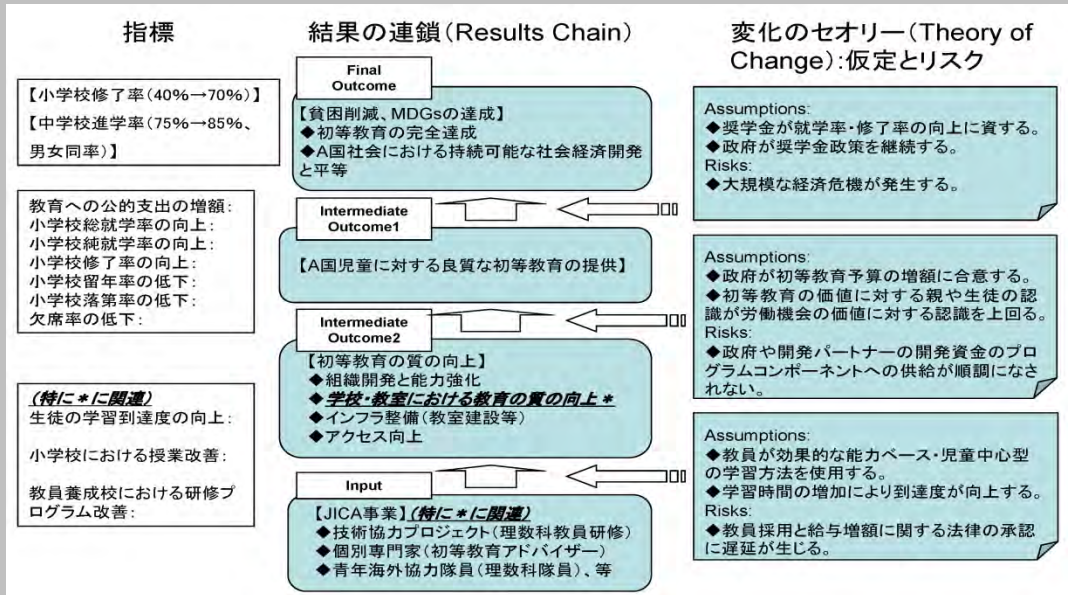 指標
【小学校修了率(40%→70%)】
【中学校進学率(75%→85%、
男女同率)】
教育への公的支出の増額:
小学校総就学率の向上:
小学校純就学率の向上:
小学校修了率の向上:
小学校留年率の低下:
小学校落第率の低下:
欠席率の低下:
(特に*に関連)
生徒の学習到達度の向上:
小学校における授業改善:
教員養成校における研修プ
ログラム改善:
結果の連鎖(Results Chain)
Final
Outcome
【貧困削減、MDGsの達成】
◆初等教育の完全達成
◆A国社会における持続可能な社会経済開発
と平等
Intermediate
Outcome1
【A国児童に対する良質な初等教育の提供】
Intermediate
Outcome2
【初等教育の質の向上】
◆組織開発と能力強化
◆学校・教室における教育の質の向上*
◆インフラ整備(教室建設等)
◆アクセス向上
Input
【JICA事業】(特に*に関連)
◆技術協力プロジェクト(理数科教員研修)
◆個別専門家(初等教育アドバイザー)
◆青年海外協力隊員(理数科隊員)、等
変化のセオリー(Theory of
Change):仮定とリスク
Assumptions:
◆奨学金が就学率・修了率の向上に資する。
◆政府が奨学金政策を継続する。
Risks:
◆大規模な経済危機が発生する。
Assumptions:
◆政府が初等教育予算の増額に合意する。
◆初等教育の価値に対する親や生徒の認
識が労働機会の価値に対する認識を上回る。
Risks:
◆政府や開発パートナーの開発資金のプロ
グラムコンポーネントへの供給が順調になさ
れない。
Assumptions:
◆教員が効果的な能力ベース・児童中心型
の学習方法を使用する。
◆学習時間の増加により到達度が向上する。
Risks:
◆教員採用と給与増額に関する法律の承認
に遅延が生じる。